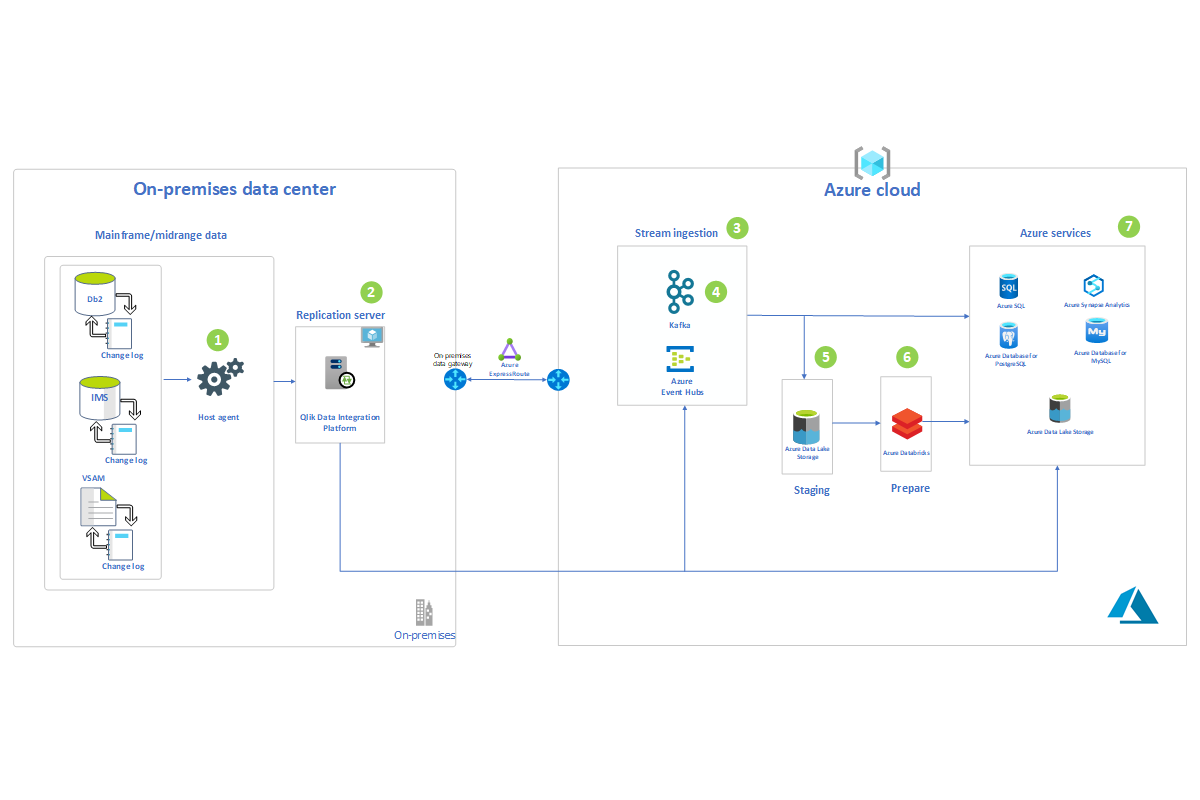 On-premises data center
Mainframe/midrange data
Db2
Change log
IMS
Change log
VSAM
Change log
1
Host agent
2
Replication server
Qlik Data Integration
Platform
On-premises
On-premises
data gateway
Azure
ExpressRoute
Azure cloud
Stream ingestion
3
Kafka
4
Azure
Event Hubs
5
Azure Data Lake
Storage
Staging
6
Azure Databricks
Prepare
Azure services
7
SQL
Azure SQL
Azure Synapse Analytics
Azure Database for
PostgreSQL
My
Azure Database for
MySQL
Azure Data Lake Storage